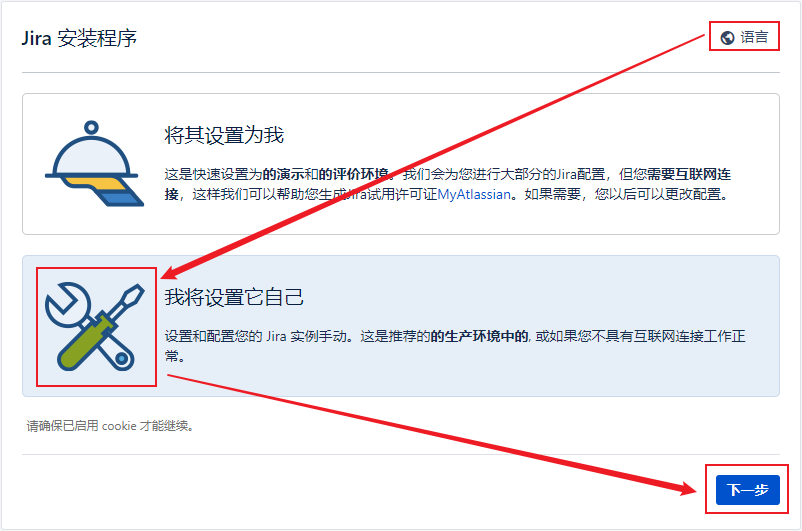 Jira 安装程序
语言
将其设置为我
这是快速设置为的演示和的评价环境。我们会为您进行大部分的Jira配置，但您需要互联网连
接，这样我们可以帮助您生成Jira试用许可证MyAtlassian。如果需要，您以后可以更改配置。
我将设置它自己
设置和配置您的 Jira 实例手动。这是推荐的的生产环境中的, 或如果您不具有互联网连接工作正
常。
请确保已启用 cookie 才能继续。
下一步